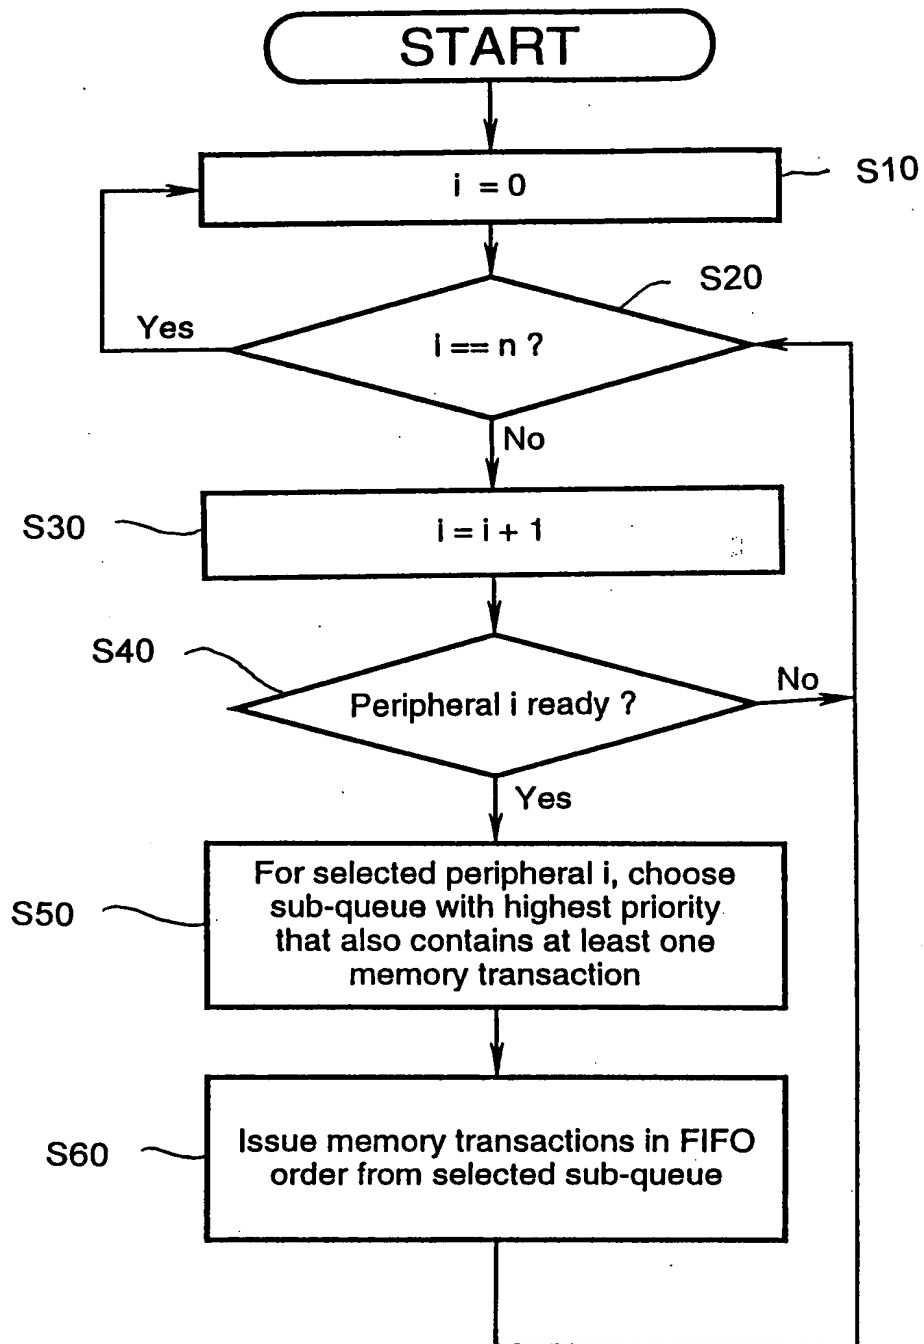 START
i = 0
S10
S20
Yes
i == n ?
No
S30
i = i + 1
S40
Peripheral i ready ?
No
Yes
S50
For selected peripheral i, choose
sub-queue with highest priority
that also contains at least one
memory transaction
S60
Issue memory transactions in FIFO
order from selected sub-queue